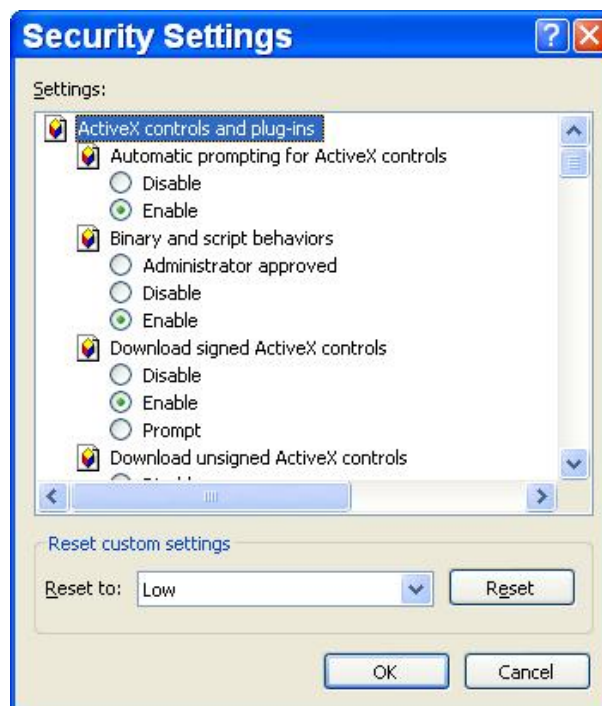 Security Settings
Settings:
ActiveX controls and plug-ins
Automatic prompting for ActiveX controls
Disable
Enable
Binary and script behaviors
Administrator approved
Disable
Enable
Download signed ActiveX controls
Disable
Enable
Prompt
Download unsigned ActiveX controls
Reset custom settings
Reset to: Low Reset
OK Cancel